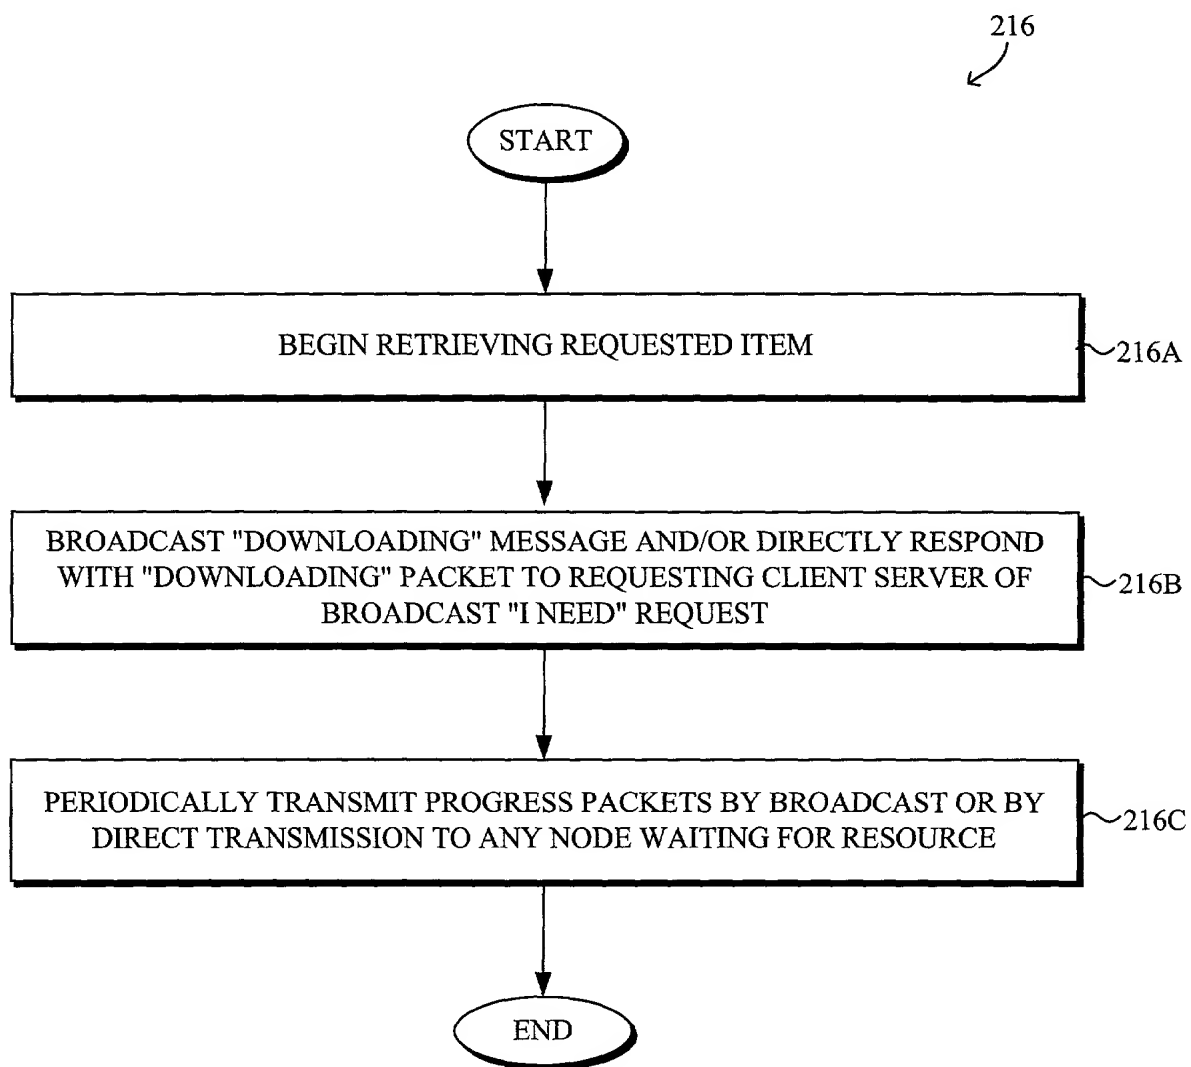 216
START
BEGIN RETRIEVING REQUESTED ITEM
216A
BROADCAST "DOWNLOADING" MESSAGE AND/OR DIRECTLY RESPOND
WITH "DOWNLOADING" PACKET TO REQUESTING CLIENT SERVER OF
BROADCAST "I NEED" REQUEST
216B
PERIODICALLY TRANSMIT PROGRESS PACKETS BY BROADCAST OR BY
DIRECT TRANSMISSION TO ANY NODE WAITING FOR RESOURCE
216C
END